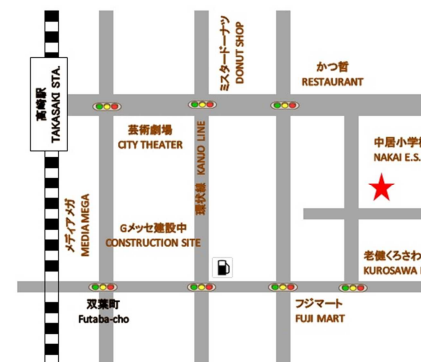 ミスタードーナツ
DONUT SHOP
かつ哲
RESTAURANT
高崎駅
TAKASAKI STA.
芸術劇場
CITY THEATER
環状線 KANJO LINE
中居小学校
NAKAI E.S.
メディアメガ
MEDIA MEGA
Gメッセ建設中
CONSTRUCTION SITE
老健くろさわ
KUROSAWA
双葉町
Futaba-cho
フジマート
FUJI MART